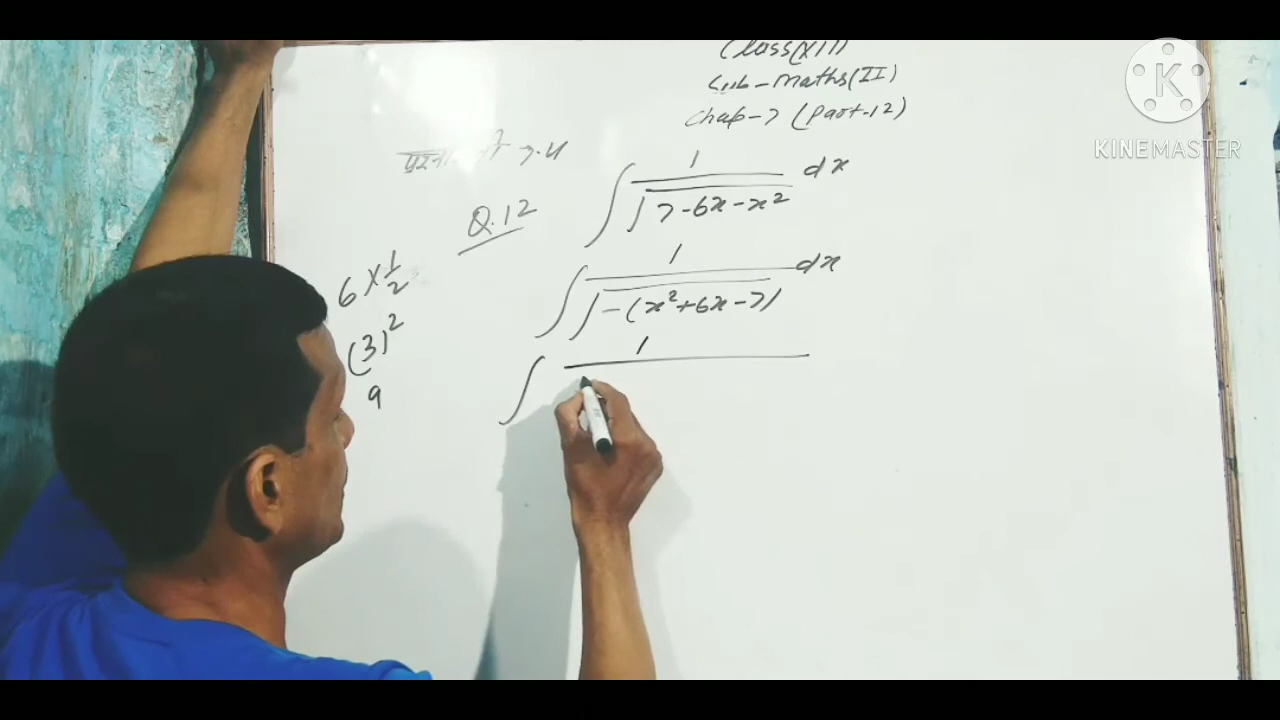 Class(XII)
Sub-Maths(II)
Chap-7 (Part-12)
K
KINEMASTER
Q.12
∫ 1/√(7-6x-x²) dx
∫ 1/√(-(x²+6x-7)) dx
∫ 1
6 × 1/2
(3)²
9